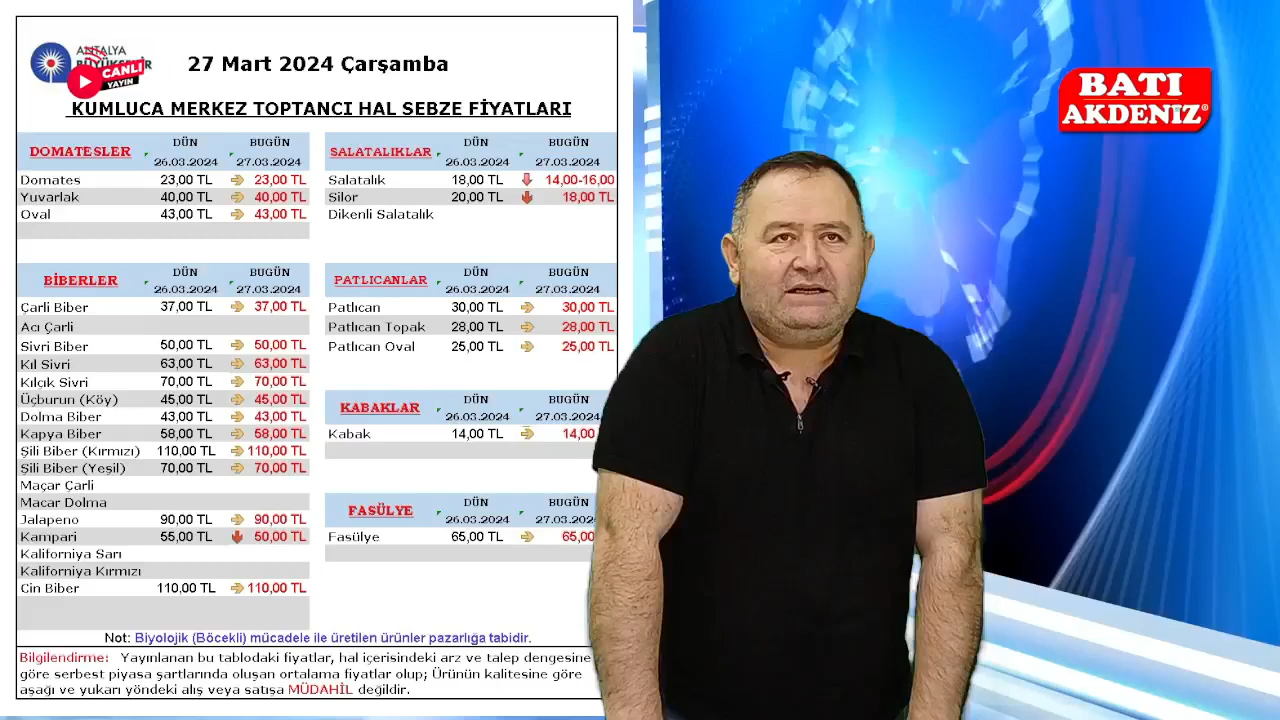 ANTALYA
CANLI
YAYIN
27 Mart 2024 Çarşamba
KUMLUCA MERKEZ TOPTANCI HAL SEBZE FİYATLARI
DOMATESLER DÜN BUGÜN
26.03.2024 27.03.2024
Domates 23,00 TL 23,00 TL
Yuvarlak 40,00 TL 40,00 TL
Oval 43,00 TL 43,00 TL
BİBERLER DÜN BUGÜN
26.03.2024 27.03.2024
Çarli Biber 37,00 TL 37,00 TL
Acı Çarli
Sivri Biber 50,00 TL 50,00 TL
Kıl Sivri 63,00 TL 63,00 TL
Kılçık Sivri 70,00 TL 70,00 TL
Üçburun (Köy) 45,00 TL 45,00 TL
Dolma Biber 43,00 TL 43,00 TL
Kapya Biber 58,00 TL 58,00 TL
Şili Biber (Kırmızı) 110,00 TL 110,00 TL
Şili Biber (Yeşil) 70,00 TL 70,00 TL
Maçar Çarli
Macar Dolma
Jalapeno 90,00 TL 90,00 TL
Kampari 55,00 TL 50,00 TL
Kaliforniya Sarı
Kaliforniya Kırmızı
Cin Biber 110,00 TL 110,00 TL
SALATALIKLAR DÜN BUGÜN
26.03.2024 27.03.2024
Salatalık 18,00 TL 14,00-16,00
Silor 20,00 TL 18,00 TL
Dikenli Salatalık
PATLICANLAR DÜN BUGÜN
26.03.2024 27.03.2024
Patlıcan 30,00 TL 30,00 TL
Patlıcan Topak 28,00 TL 28,00 TL
Patlıcan Oval 25,00 TL 25,00 TL
KABAKLAR DÜN BUGÜN
26.03.2024 27.03.2024
Kabak 14,00 TL 14,00
FASÜLYE DÜN BUGÜN
26.03.2024 27.03.2024
Fasülye 65,00 TL 65,00
Not: Biyolojik (Böcekli) mücadele ile üretilen ürünler pazarlığa tabidir.
Bilgilendirme: Yayınlanan bu tablodaki fiyatlar, hal içerisindeki arz ve talep dengesine
göre serbest piyasa şartlarında oluşan ortalama fiyatlar olup; Ürünün kalitesine göre
aşağı ve yukarı yöndeki alış veya satışa MÜDAHİL değildir.
BATI
AKDENİZ®